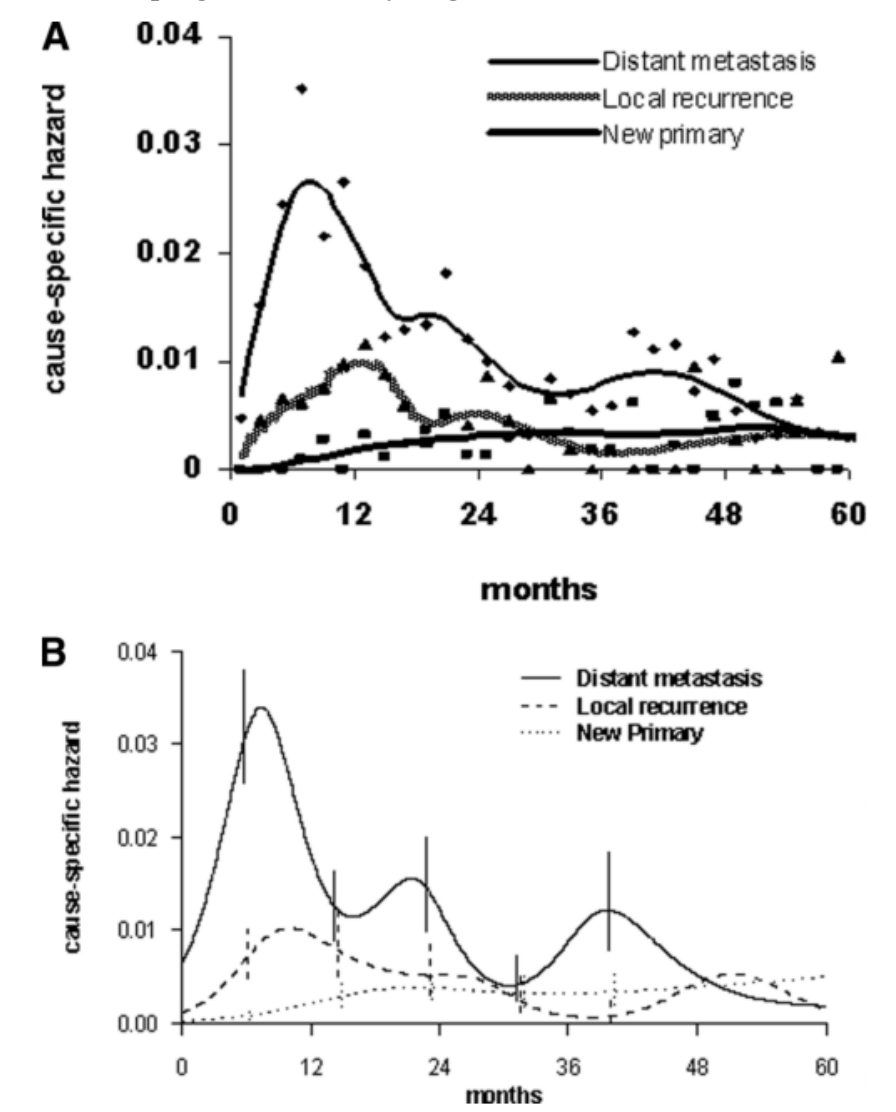 A
cause-specific hazard
0.04
0.03
0.02
0.01
0
Distant metastasis
Local recurrence
New primary
0 12 24 36 48 60
months
B
cause-specific hazard
0.04
0.03
0.02
0.01
0.00
Distant metastasis
Local recurrence
New Primary
0 12 24 36 48 60
months